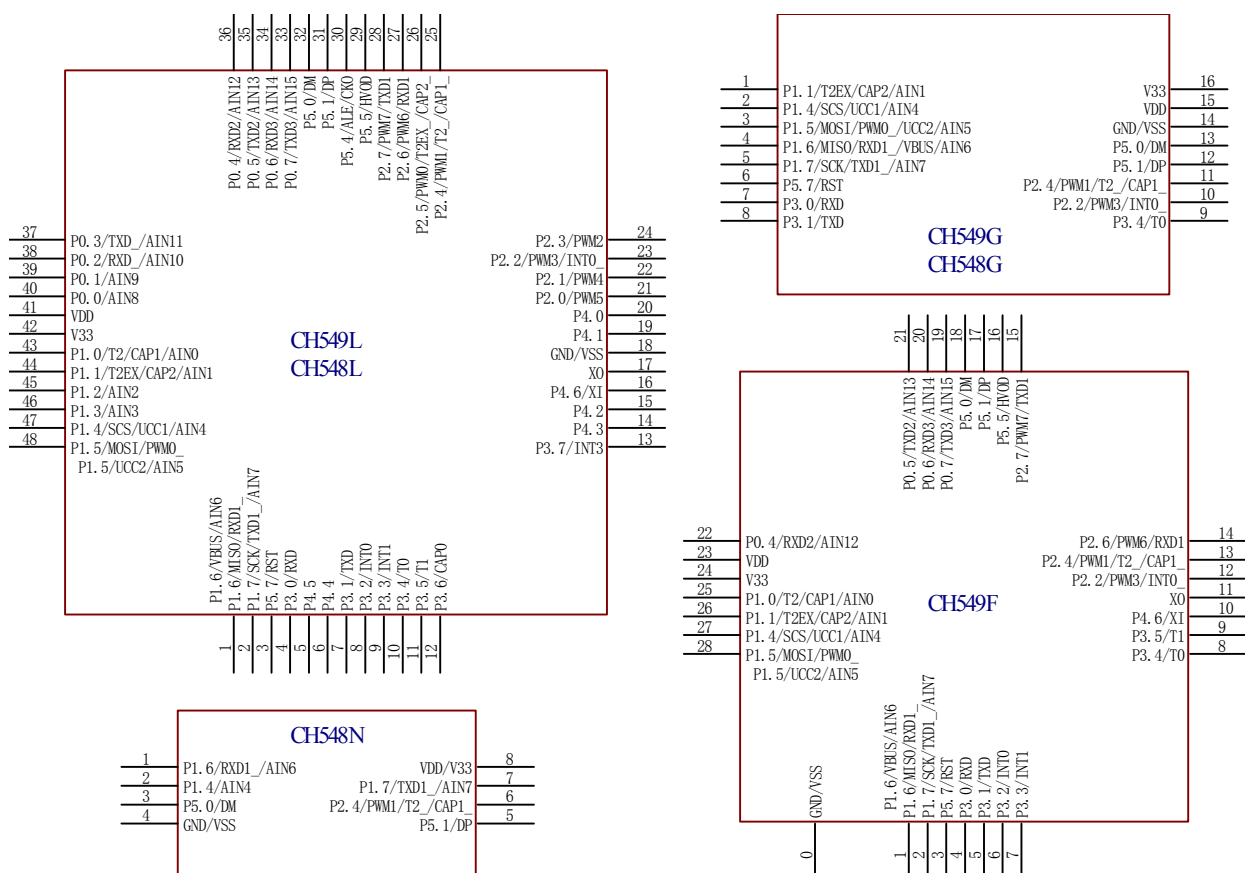 36
35
34
33
32
31
30
29
28
27
26
25
P0.4/RXD2/AIN12
P0.5/TXD2/AIN13
P0.6/RXD3/AIN14
P0.7/TXD3/AIN15
P5.0/DM
P5.1/DP
P5.4/ALE/CKO
P5.5/HVOD
P2.7/PWM7/TXD1
P2.6/PWM6/RXD1
P2.5/PWM0/T2EX_/CAP2_
P2.4/PWM1/T2_/CAP1_
37 P0.3/TXD_/AIN11
38 P0.2/RXD_/AIN10
39 P0.1/AIN9
40 P0.0/AIN8
41 VDD
42 V33
43 P1.0/T2/CAP1/AIN0
44 P1.1/T2EX/CAP2/AIN1
45 P1.2/AIN2
46 P1.3/AIN3
47 P1.4/SCS/UCC1/AIN4
48 P1.5/MOSI/PWM0_
P1.5/UCC2/AIN5
CH549L
CH548L
P2.3/PWM2 24
P2.2/PWM3/INT0_ 23
P2.1/PWM4 22
P2.0/PWM5 21
P4.0 20
P4.1 19
GND/VSS 18
XO 17
P4.6/XI 16
P4.2 15
P4.3 14
P3.7/INT3 13
P1.6/VBUS/AIN6
P1.6/MISO/RXD1_
P1.7/SCK/TXD1_/AIN7
P5.7/RST
P3.0/RXD
P4.5
P4.4
P3.1/TXD
P3.2/INT0
P3.3/INT1
P3.4/T0
P3.5/T1
P3.6/CAP0
1
2
3
4
5
6
7
8
9
10
11
12
1 P1.1/T2EX/CAP2/AIN1
2 P1.4/SCS/UCC1/AIN4
3 P1.5/MOSI/PWM0_/UCC2/AIN5
4 P1.6/MISO/RXD1_/VBUS/AIN6
5 P1.7/SCK/TXD1_/AIN7
6 P5.7/RST
7 P3.0/RXD
8 P3.1/TXD
V33 16
VDD 15
GND/VSS 14
P5.0/DM 13
P5.1/DP 12
P2.4/PWM1/T2_/CAP1_ 11
P2.2/PWM3/INT0_ 10
P3.4/T0 9
CH549G
CH548G
21
20
19
18
17
16
15
P0.5/TXD2/AIN13
P0.6/RXD3/AIN14
P0.7/TXD3/AIN15
P5.0/DM
P5.1/DP
P5.5/HVOD
P2.7/PWM7/TXD1
22 P0.4/RXD2/AIN12
23 VDD
24 V33
25 P1.0/T2/CAP1/AIN0
26 P1.1/T2EX/CAP2/AIN1
27 P1.4/SCS/UCC1/AIN4
28 P1.5/MOSI/PWM0_
P1.5/UCC2/AIN5
CH549F
P2.6/PWM6/RXD1 14
P2.4/PWM1/T2_/CAP1_ 13
P2.2/PWM3/INT0_ 12
XO 11
P4.6/XI 10
P3.5/T1 9
P3.4/T0 8
GND/VSS
P1.6/VBUS/AIN6
P1.6/MISO/RXD1_
P1.7/SCK/TXD1_/AIN7
P5.7/RST
P3.0/RXD
P3.1/TXD
P3.2/INT0
P3.3/INT1
0
1
2
3
4
5
6
7
CH548N
1 P1.6/RXD1_/AIN6
2 P1.4/AIN4
3 P5.0/DM
4 GND/VSS
VDD/V33 8
P1.7/TXD1_/AIN7 7
P2.4/PWM1/T2_/CAP1_ 6
P5.1/DP 5